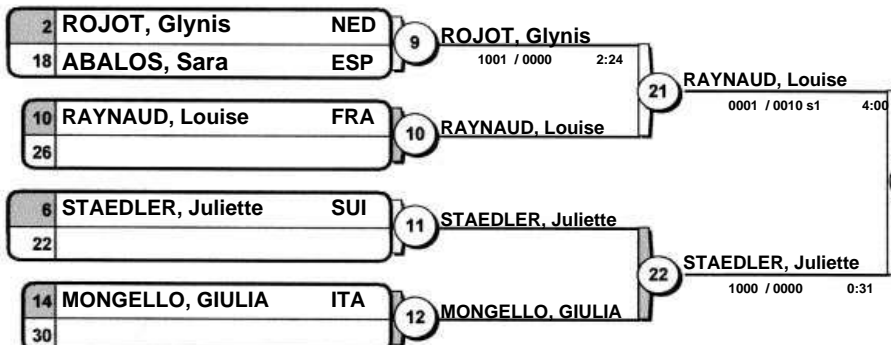 2 ROJOT, Glynis NED
18 ABALOS, Sara ESP
9
ROJOT, Glynis
1001 / 0000 2:24
10 RAYNAUD, Louise FRA
26
10
RAYNAUD, Louise
21
RAYNAUD, Louise
0001 / 0010 s1 4:00
6 STAEDLER, Juliette SUI
22
11
STAEDLER, Juliette
14 MONGELLO, GIULIA ITA
30
12
MONGELLO, GIULIA
22
STAEDLER, Juliette
1000 / 0000 0:31